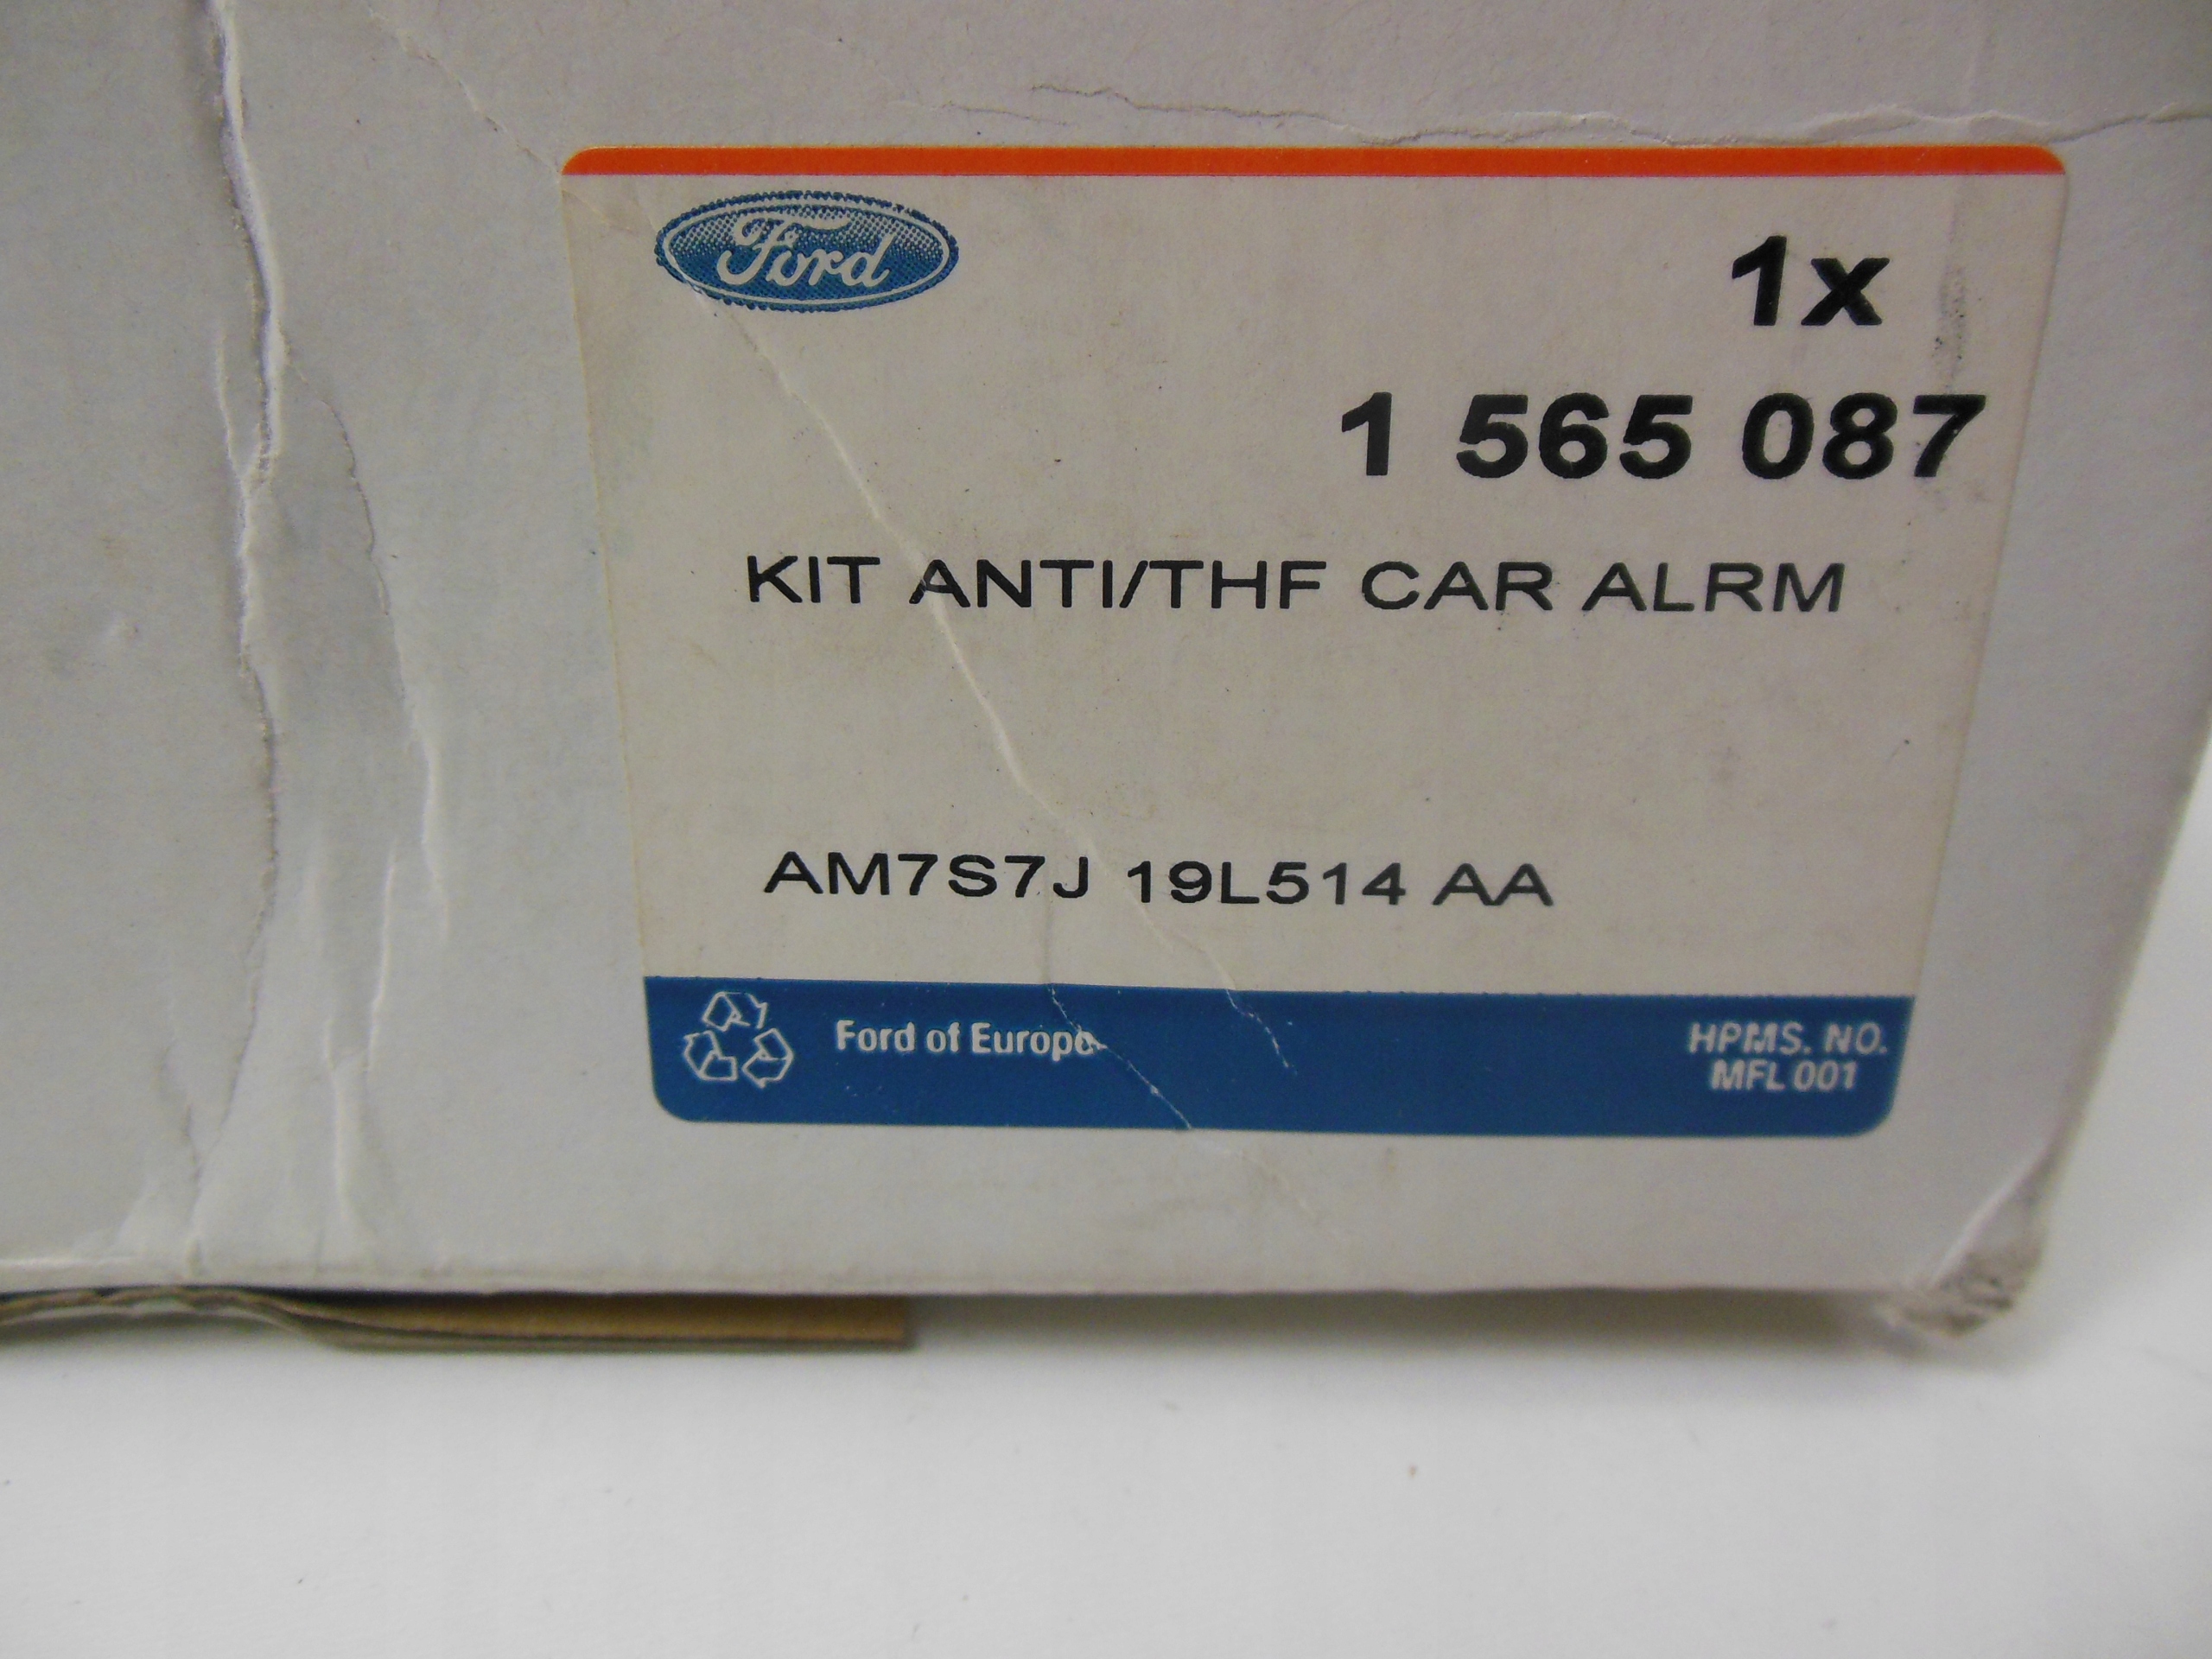 Ford
1x
1 565 087
KIT ANTI/THF CAR ALRM
AM7S7J 19L514 AA
Ford of Europe
HPMS. NO.
MFL 001